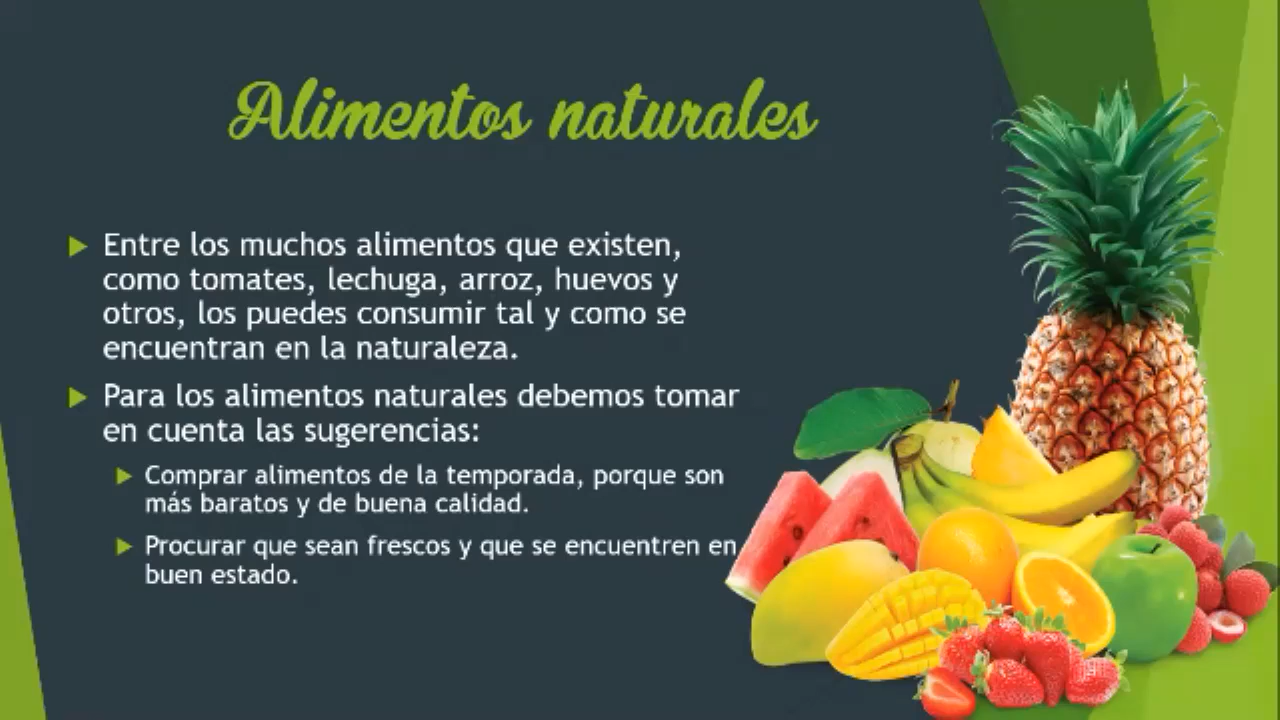 Alimentos naturales
Entre los muchos alimentos que existen,
como tomates, lechuga, arroz, huevos y
otros, los puedes consumir tal y como se
encuentran en la naturaleza.
Para los alimentos naturales debemos tomar
en cuenta las sugerencias:
Comprar alimentos de la temporada, porque son
más baratos y de buena calidad.
Procurar que sean frescos y que se encuentren en
buen estado.